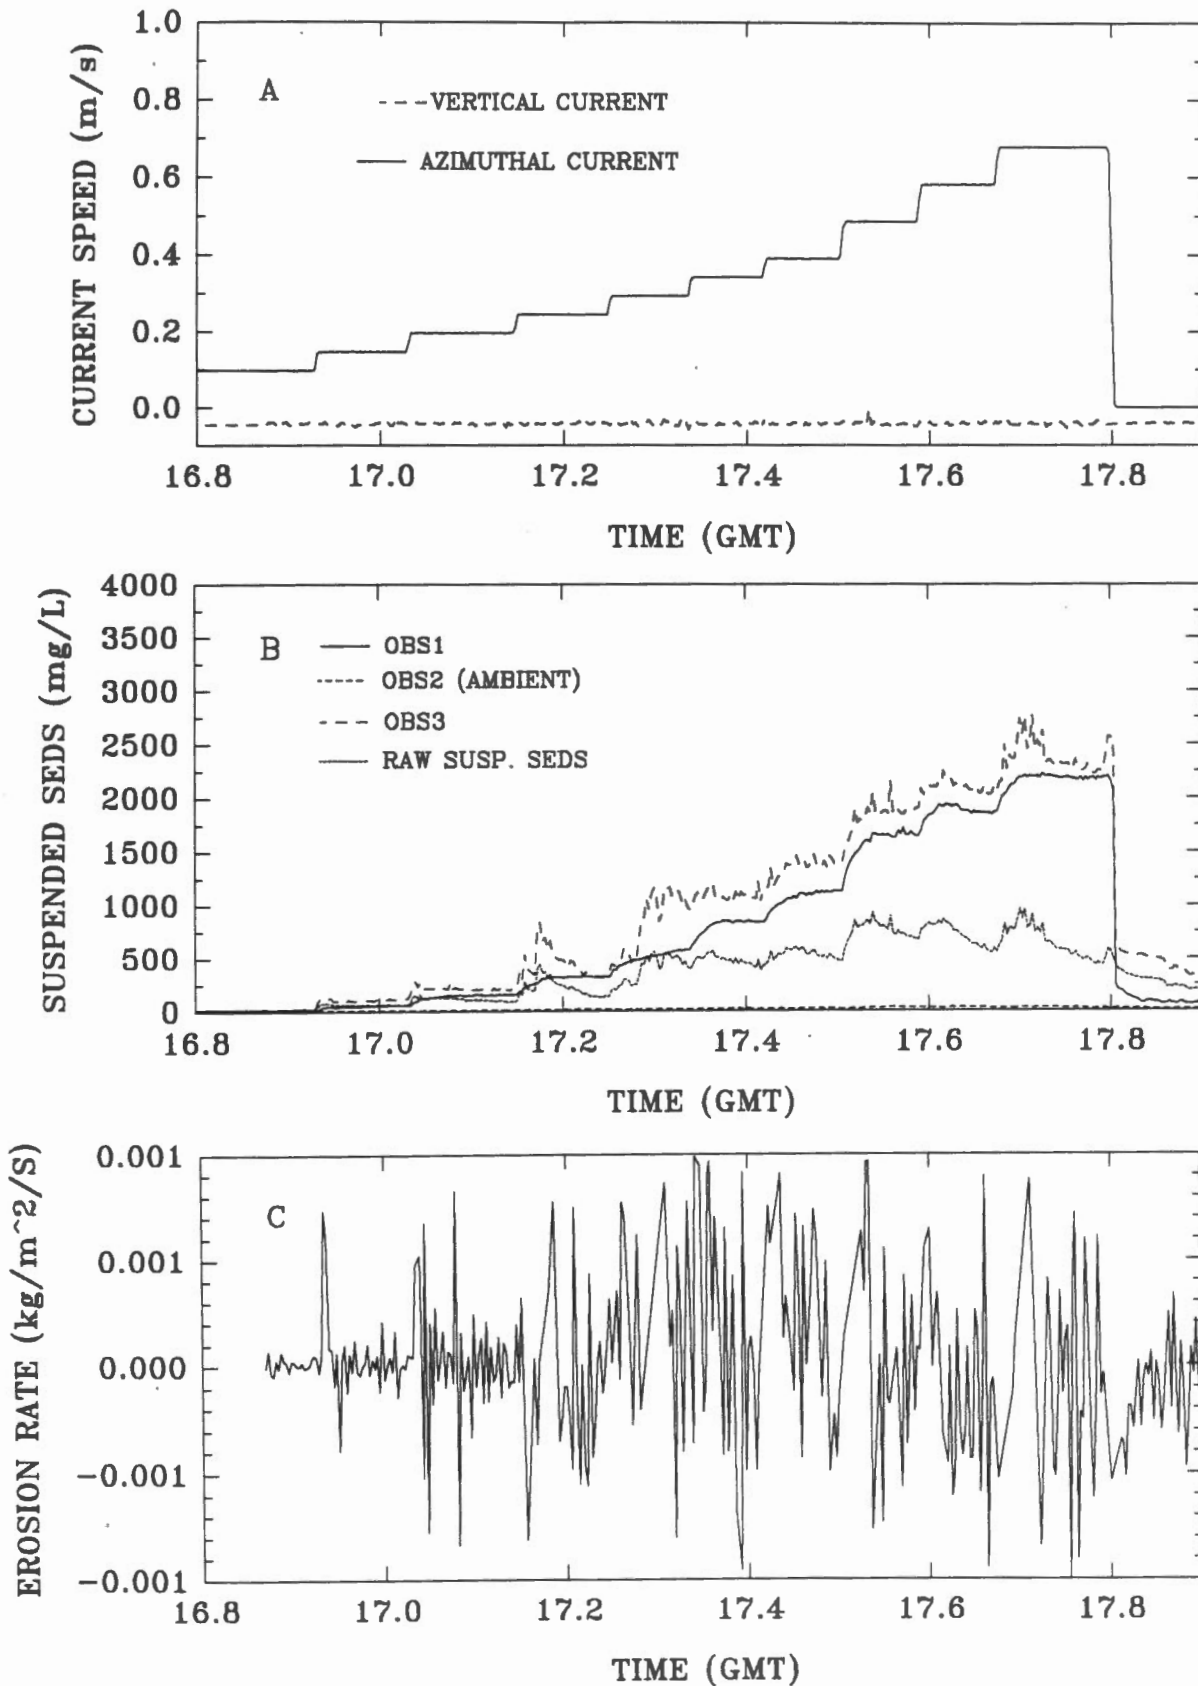 CURRENT SPEED (m/s)
1.0
0.8
0.6
0.4
0.2
0.0
A
VERTICAL CURRENT
AZIMUTHAL CURRENT
16.8 17.0 17.2 17.4 17.6 17.8
TIME (GMT)
SUSPENDED SEDS (mg/L)
4000
3500
3000
2500
2000
1500
1000
500
0
B
OBS1
OBS2 (AMBIENT)
OBS3
RAW SUSP. SEDS
16.8 17.0 17.2 17.4 17.6 17.8
TIME (GMT)
EROSION RATE (kg/m^2/S)
0.001
0.001
0.000
-0.001
-0.001
C
16.8 17.0 17.2 17.4 17.6 17.8
TIME (GMT)